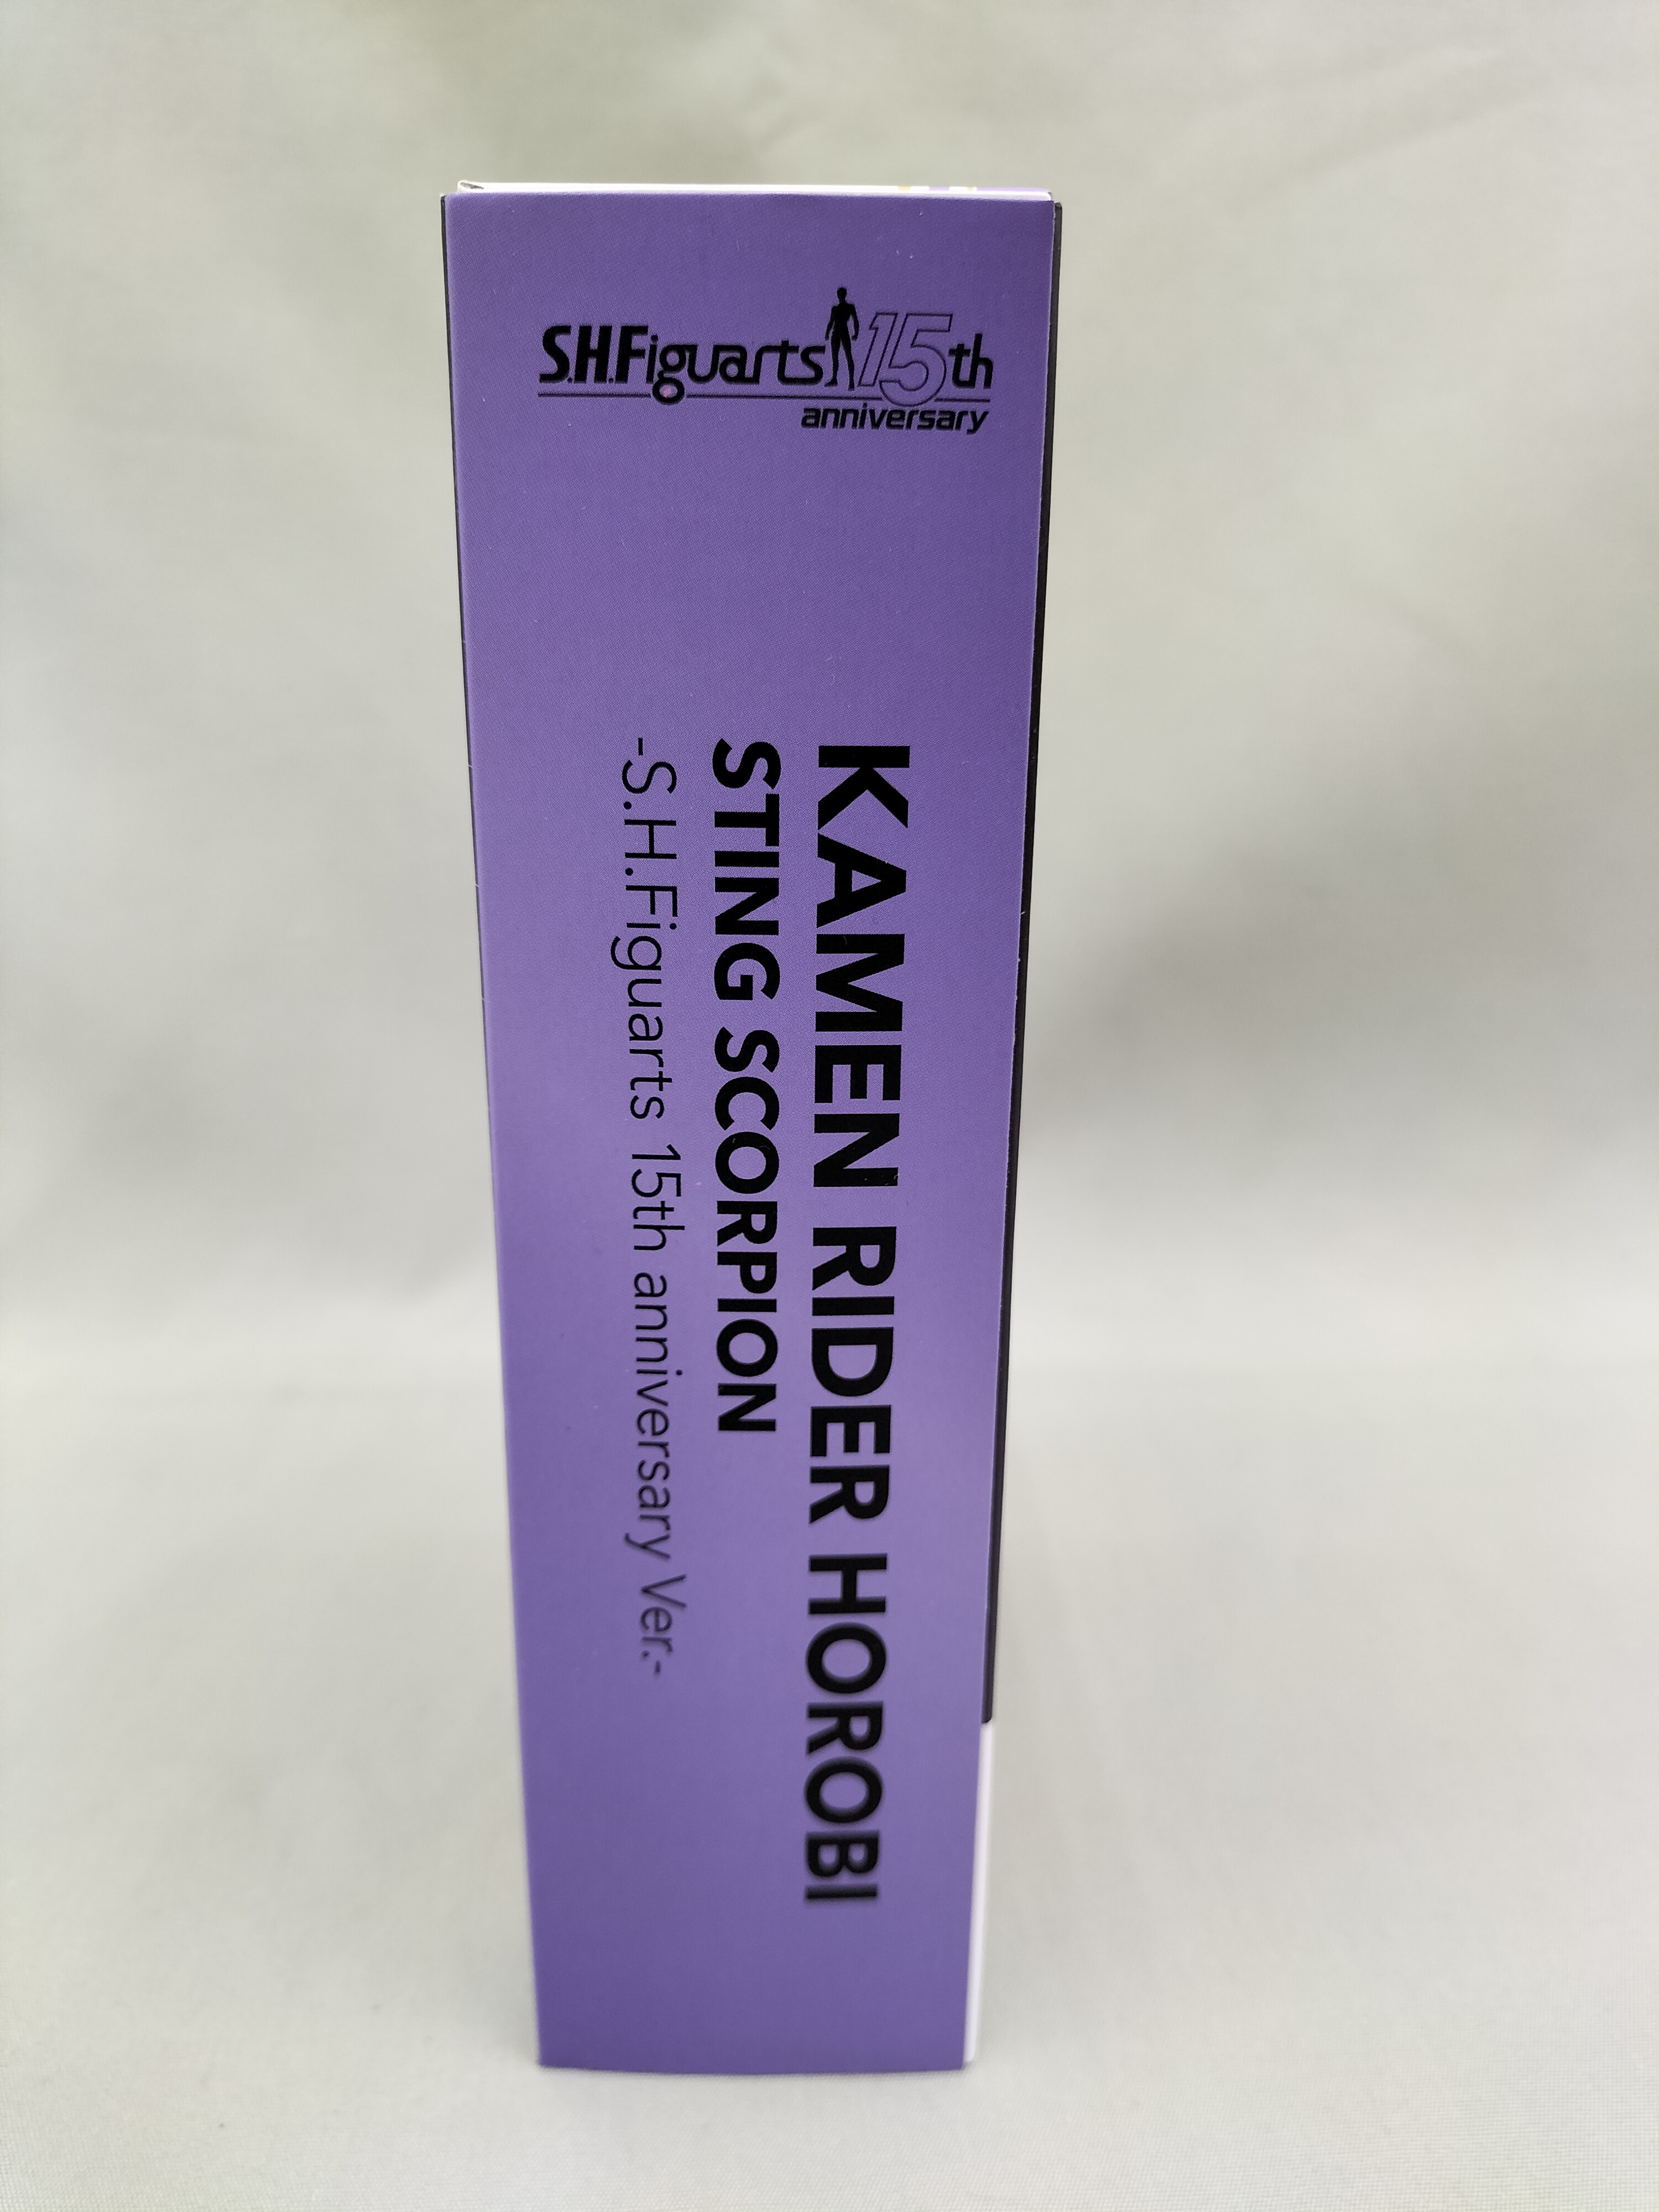 S.H.Figuarts 15th
anniversary
KAMEN RIDER HOROBI
STING SCORPION
-S.H.Figuarts 15th anniversary Ver.-